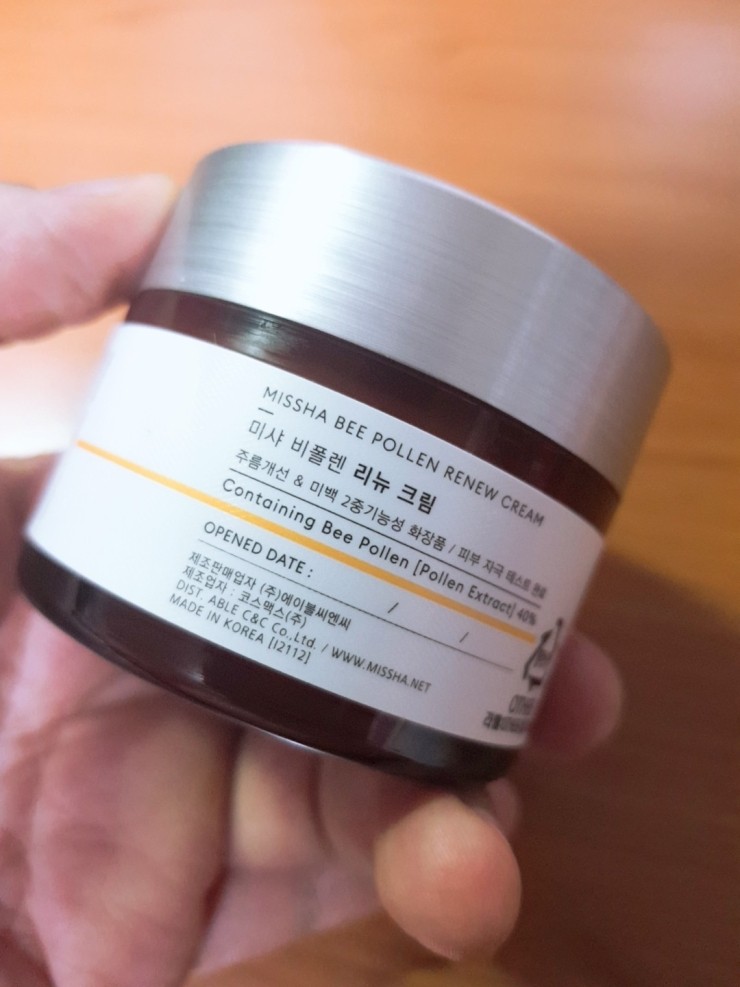 MISSHA BEE POLLEN RENEW CREAM
미샤 비폴렌 리뉴 크림
주름개선 & 미백 2중기능성 화장품 / 피부 자극 테스트 완료
Containing Bee Pollen [Pollen Extract] 40%
OPENED DATE : / /
제조판매업자 (주)에이블씨엔씨
제조업자 : 코스맥스(주)
DIST. ABLE C&C Co.,Ltd. / WWW.MISSHA.NET
MADE IN KOREA [I2112]